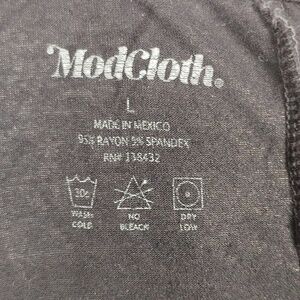 ModCloth®
L
MADE IN MEXICO
95% RAYON 5% SPANDEX
RN# 138432
30c
WASH NO DRY
COLD BLEACH LOW